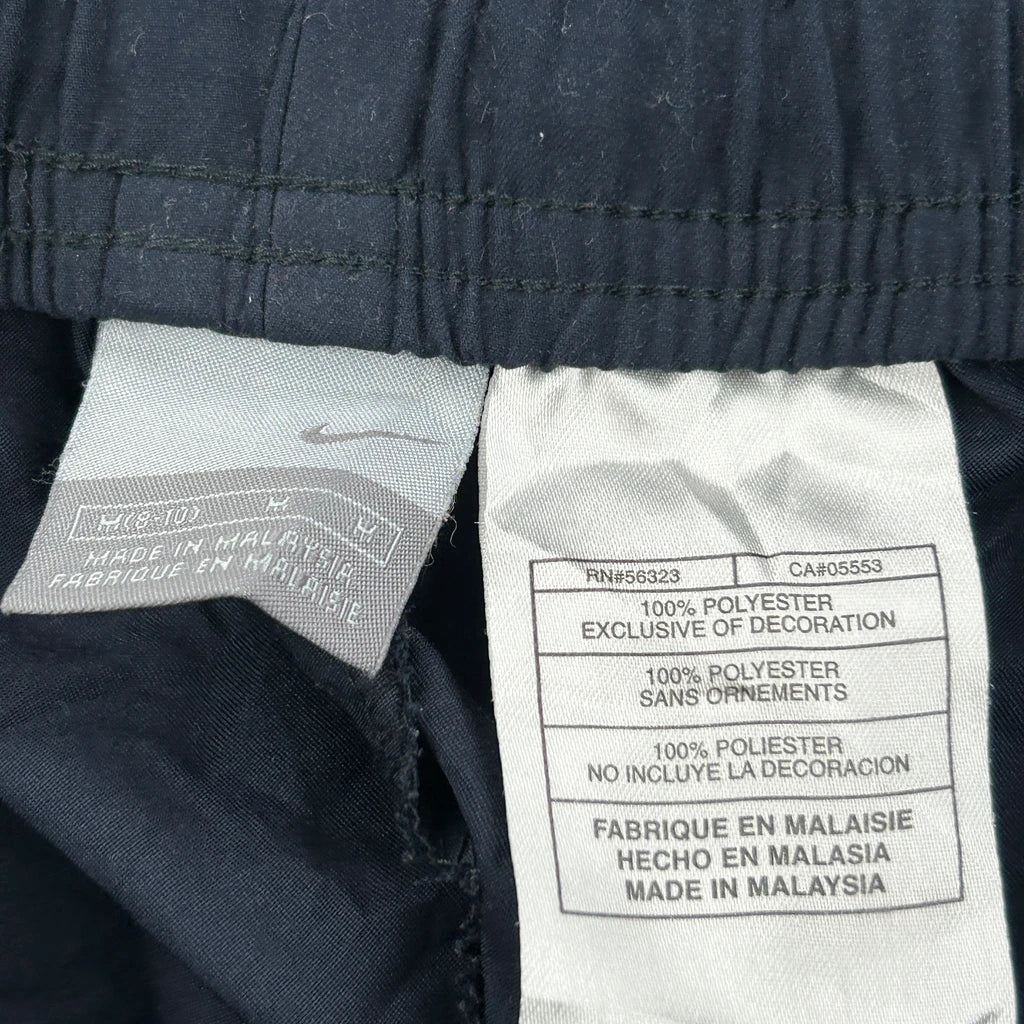 M(8-10) M M
MADE IN MALAYSIA
FABRIQUE EN MALAISIE
RN#56323 CA#05553
100% POLYESTER
EXCLUSIVE OF DECORATION
100% POLYESTER
SANS ORNEMENTS
100% POLIESTER
NO INCLUYE LA DECORACION
FABRIQUE EN MALAISIE
HECHO EN MALASIA
MADE IN MALAYSIA